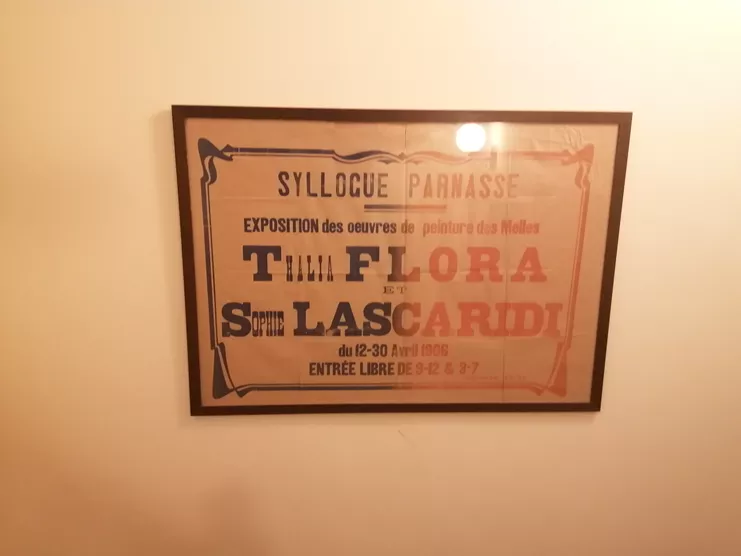 SYLLOGUE PARNASSE
EXPOSITION des oeuvres de peinture des Melles
THALIA FLORA
ET
SOPHIE LASCARIDI
du 12-30 Avril 1906
ENTRÉE LIBRE DE 9-12 & 3-7